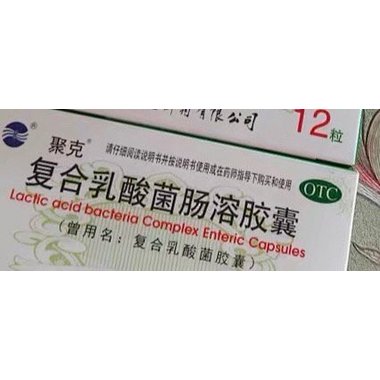 有限公司
12粒
聚克
请仔细阅读说明书并按说明书使用或在药师指导下购买和使用
OTC
复合乳酸菌肠溶胶囊
Lactic acid bacteria Complex Enteric Capsules
(曾用名：复合乳酸菌胶囊)